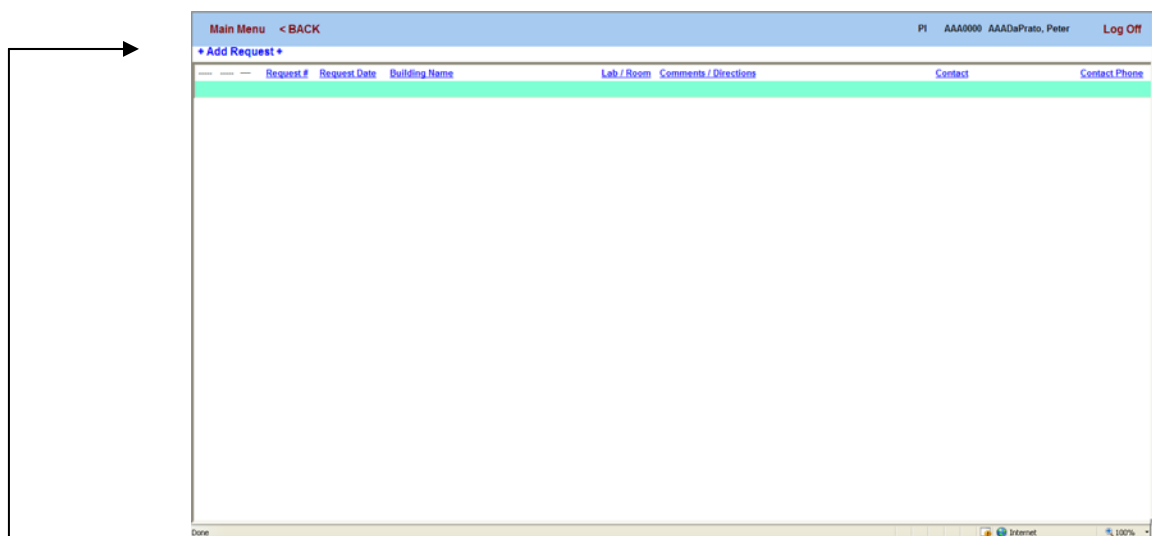 Main Menu < BACK PI AAA0000 AAADaPrato, Peter Log Off
+ Add Request +
Request # Request Date Building Name Lab / Room Comments / Directions Contact Contact Phone
Done Internet 100%